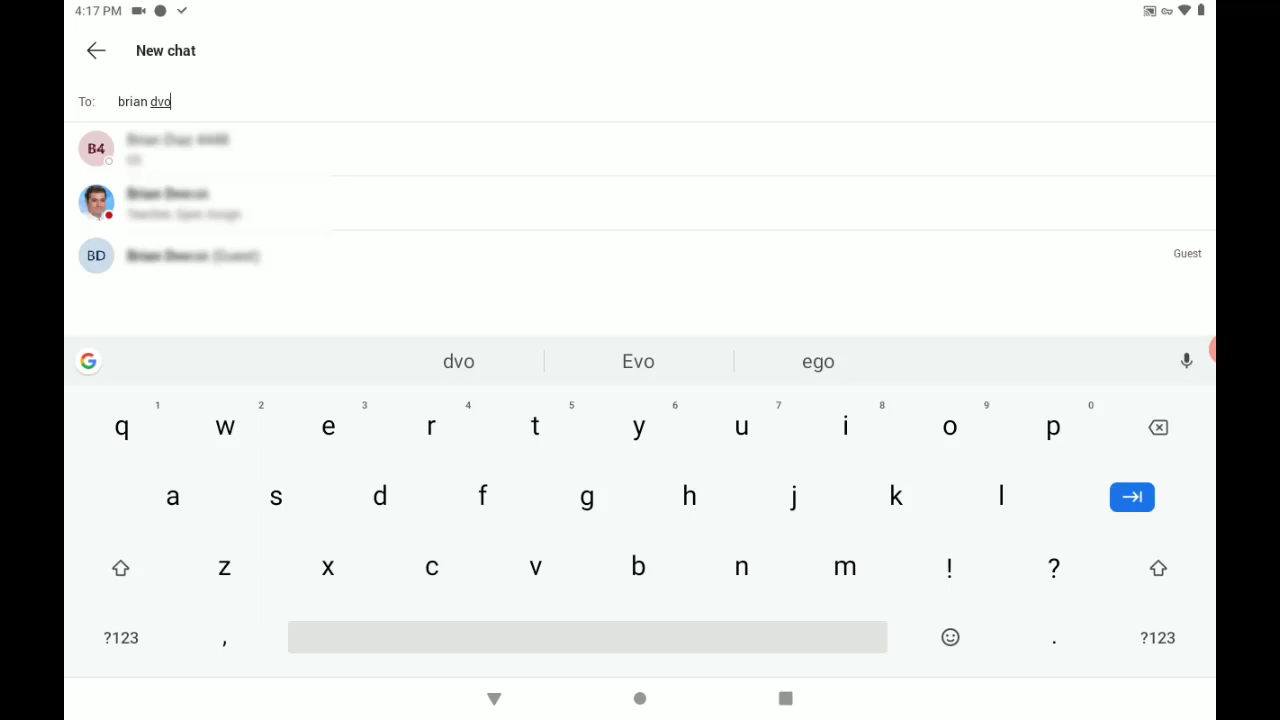 4:17 PM
New chat
To: brian dvo
B4
BD
Guest
dvo Evo ego
1 2 3 4 5 6 7 8 9 0
q w e r t y u i o p
a s d f g h j k l
z x c v b n m ! ?
?123 , . ?123